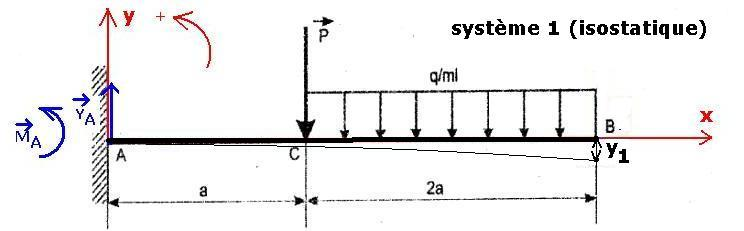 y +
système 1 (isostatique)
P
q/ml
Y_A
M_A
x
A
C
B
y₁
a
2a